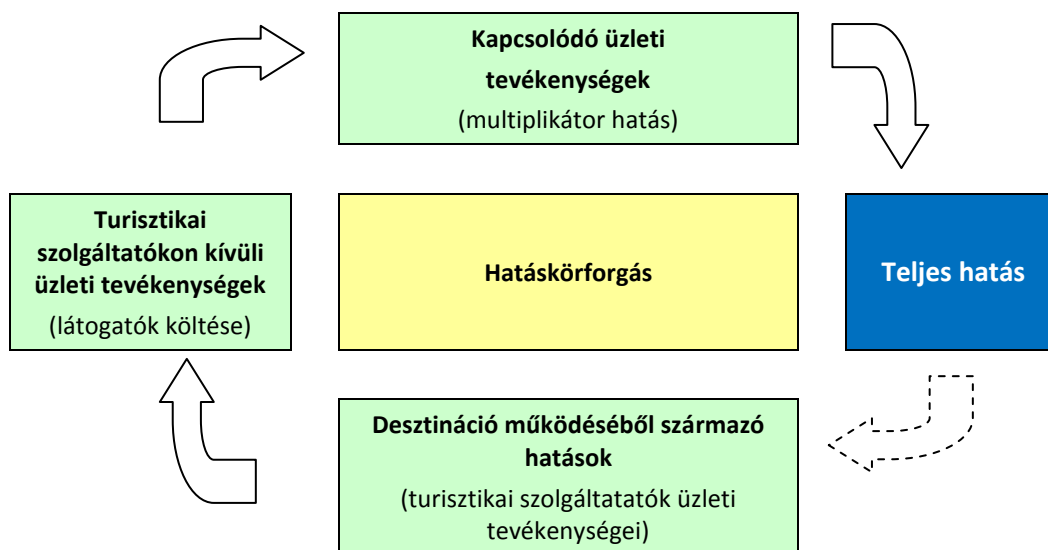 Kapcsolódó üzleti
tevékenységek
(multiplikátor hatás)
Turisztikai
szolgáltatókon kívüli
üzleti tevékenységek
(látogatók költése)
Hatáskörforgás
Teljes hatás
Desztináció működéséből származó
hatások
(turisztikai szolgáltatatók üzleti
tevékenységei)